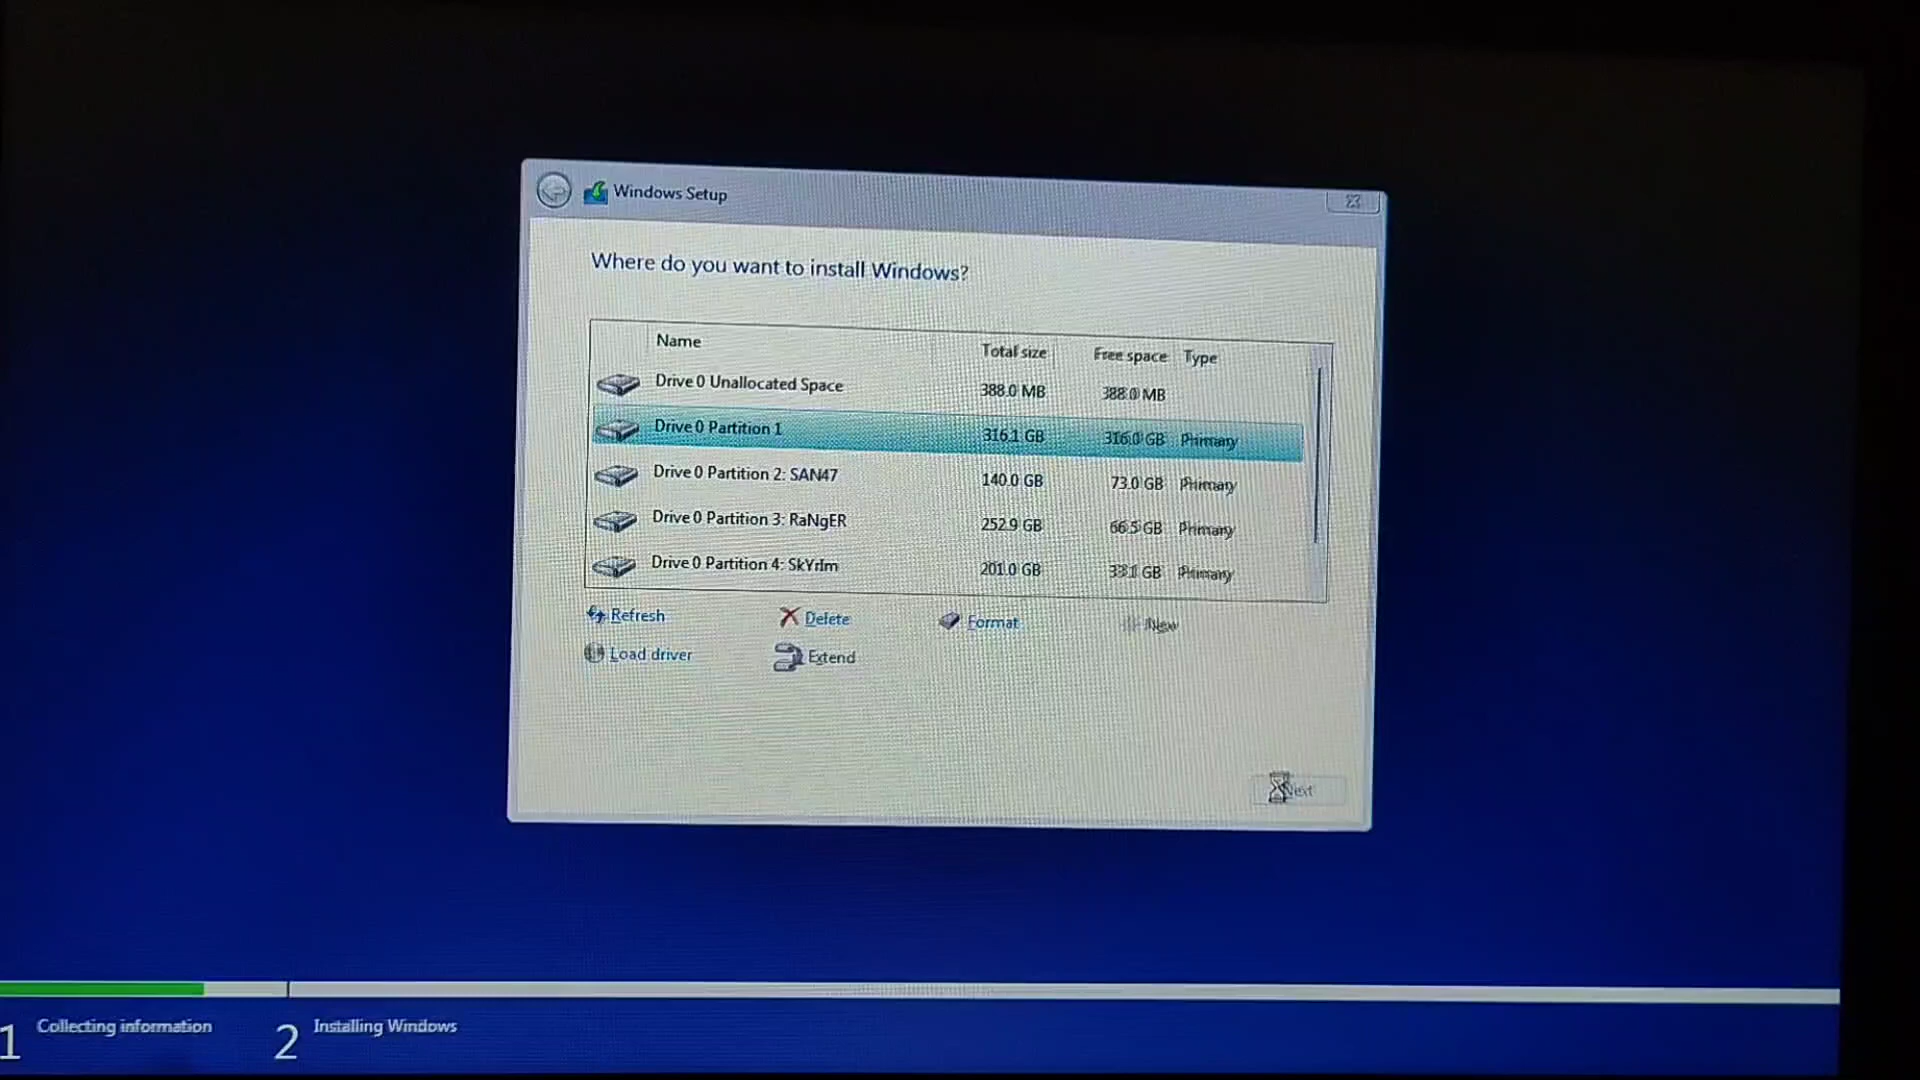 Windows Setup
Where do you want to install Windows?
Name Total size Free space Type
Drive 0 Unallocated Space 388.0 MB 388.0 MB
Drive 0 Partition 1 316.1 GB 316.0 GB Primary
Drive 0 Partition 2: SAN47 140.0 GB 73.0 GB Primary
Drive 0 Partition 3: RaNgER 252.9 GB 66.5 GB Primary
Drive 0 Partition 4: SkYrIm 201.0 GB 33.1 GB Primary
Refresh Delete Format New
Load driver Extend
Next
1 Collecting information 2 Installing Windows